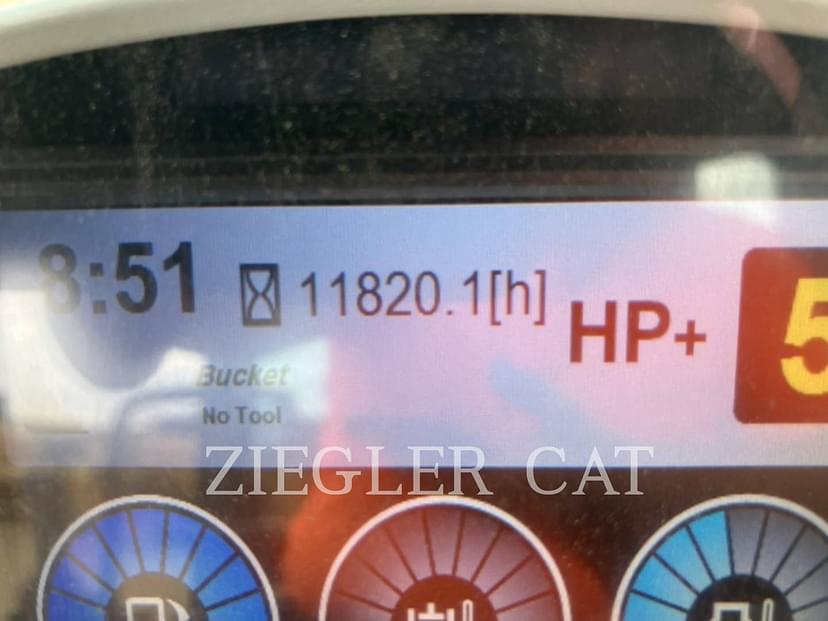 8:51 11820.1[h] HP+ 5
Bucket
No Tool
ZIEGLER CAT